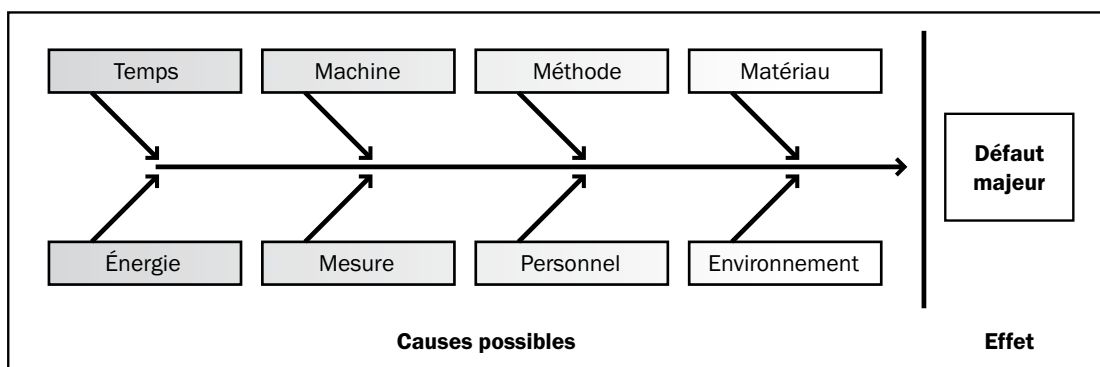 Temps
Machine
Méthode
Matériau
Défaut
majeur
Énergie
Mesure
Personnel
Environnement
Causes possibles
Effet